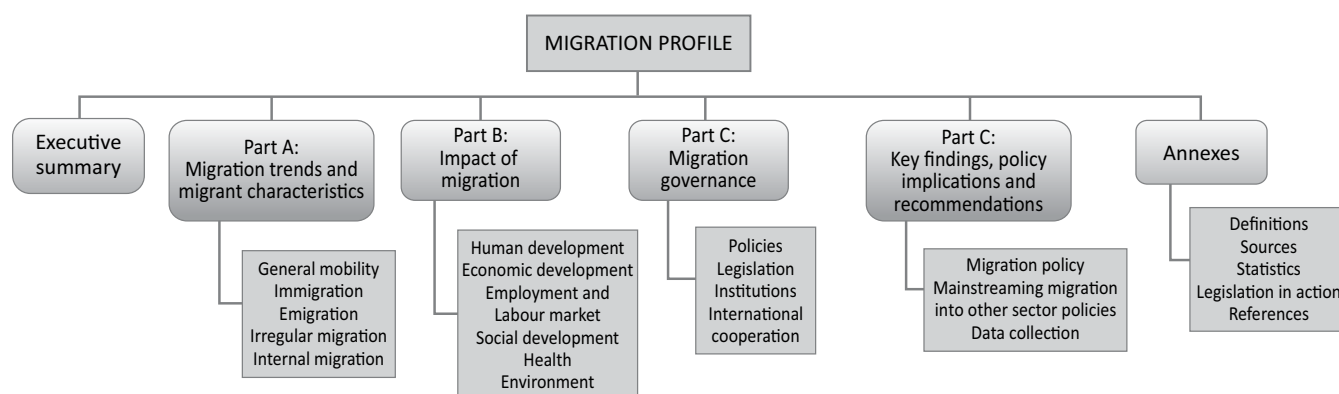 MIGRATION PROFILE
Executive
summary
Part A:
Migration trends and
migrant characteristics
General mobility
Immigration
Emigration
Irregular migration
Internal migration
Part B:
Impact of
migration
Human development
Economic development
Employment and
Labour market
Social development
Health
Environment
Part C:
Migration
governance
Policies
Legislation
Institutions
International
cooperation
Part C:
Key findings, policy
implications and
recommendations
Migration policy
Mainstreaming migration
into other sector policies
Data collection
Annexes
Definitions
Sources
Statistics
Legislation in action
References